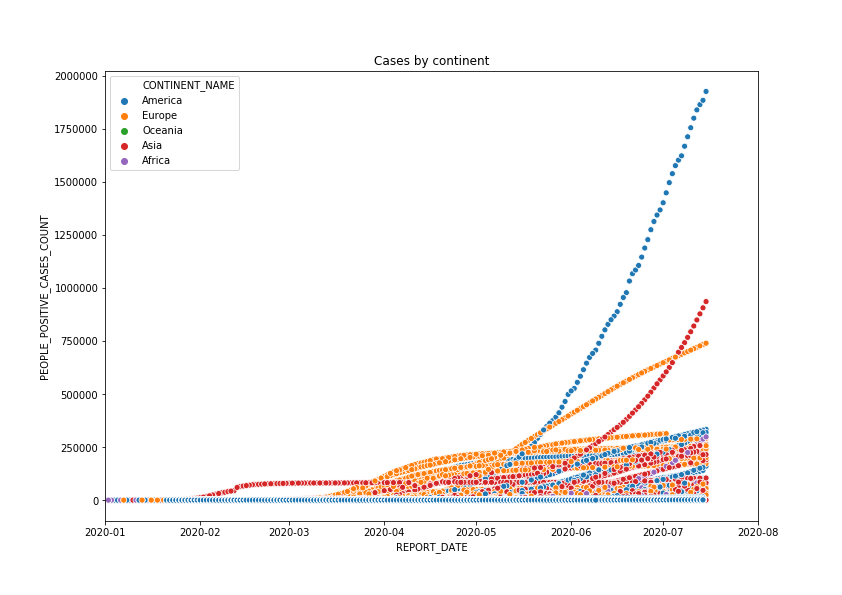 Cases by continent
CONTINENT_NAME
America
Europe
Oceania
Asia
Africa
PEOPLE_POSITIVE_CASES_COUNT
2000000
1750000
1500000
1250000
1000000
750000
500000
250000
0
2020-01 2020-02 2020-03 2020-04 2020-05 2020-06 2020-07 2020-08
REPORT_DATE